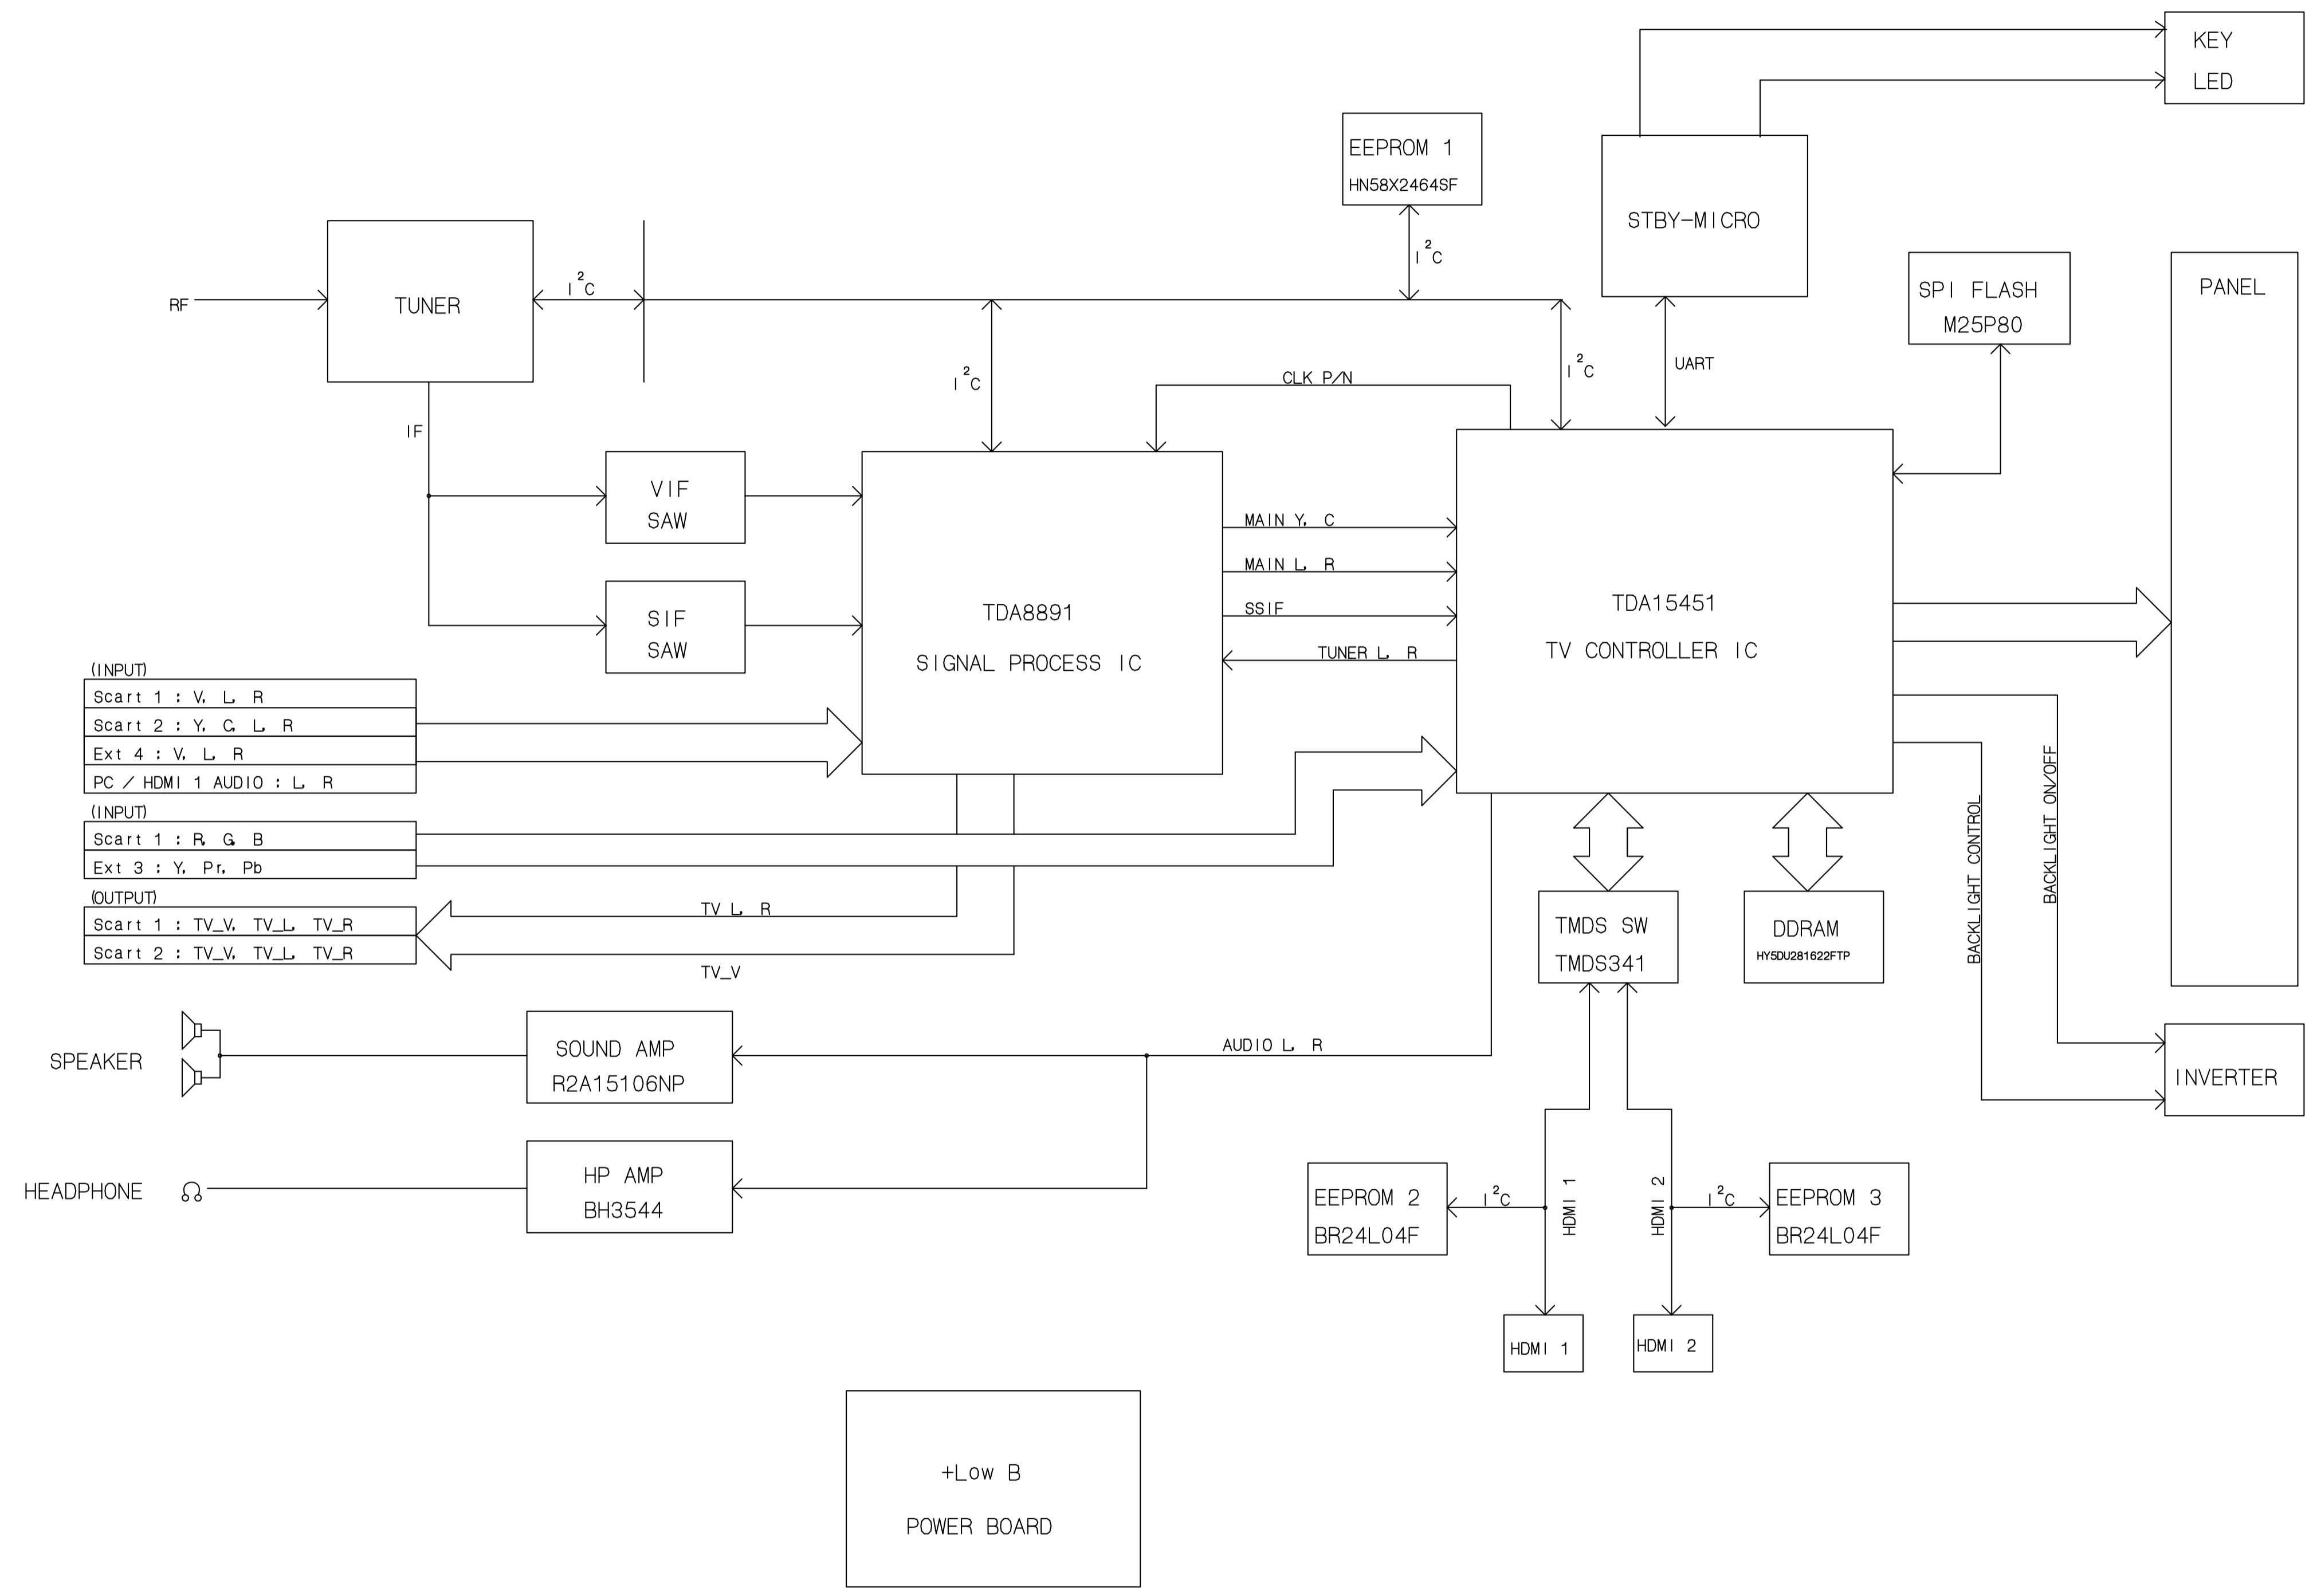 KEY
LED
EEPROM 1
HN58X2464SF
STBY-MICRO
I²C
TUNER
RF
I²C
SPI FLASH
M25P80
PANEL
I²C
I²C
UART
CLK P/N
IF
VIF
SAW
MAIN Y, C
MAIN L, R
SSIF
TUNER L, R
SIF
SAW
TDA8891
SIGNAL PROCESS IC
TDA15451
TV CONTROLLER IC
(INPUT)
Scart 1 : V, L, R
Scart 2 : Y, C, L, R
Ext 4 : V, L, R
PC / HDMI 1 AUDIO : L, R
(INPUT)
Scart 1 : R, G, B
Ext 3 : Y, Pr, Pb
(OUTPUT)
Scart 1 : TV_V, TV_L, TV_R
Scart 2 : TV_V, TV_L, TV_R
TV L, R
TV_V
BACKLIGHT CONTROL
BACKLIGHT ON/OFF
TMDS SW
TMDS341
DDRAM
HY5DU281622FTP
SPEAKER
SOUND AMP
R2A15106NP
AUDIO L, R
INVERTER
HEADPHONE
HP AMP
BH3544
EEPROM 2
BR24L04F
I²C
HDMI 1
HDMI 2
I²C
EEPROM 3
BR24L04F
HDMI 1
HDMI 2
+Low B
POWER BOARD